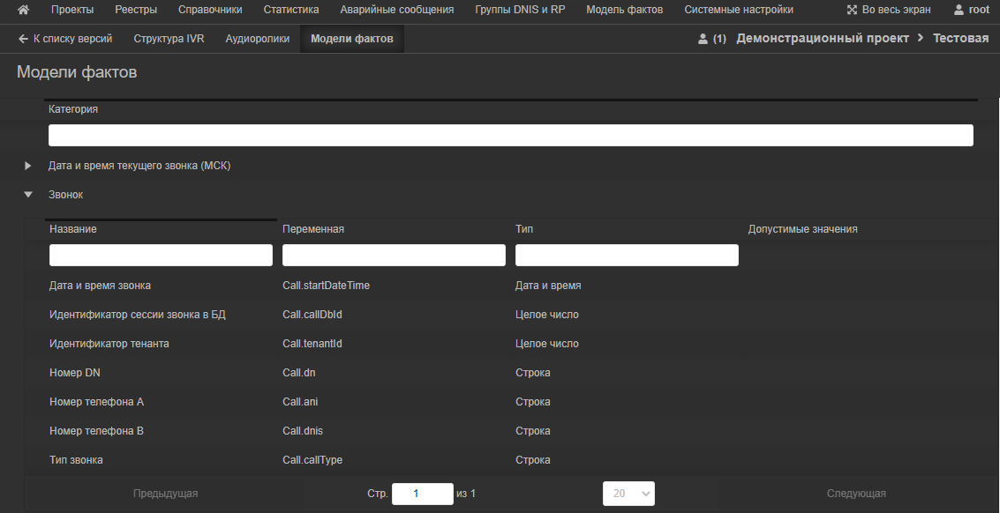 Проекты Реестры Справочники Статистика Аварийные сообщения Группы DNIS и RP Модель фактов Системные настройки Во весь экран root
К списку версий Структура IVR Аудиоролики Модели фактов (1) Демонстрационный проект Тестовая
Модели фактов
Категория
Дата и время текущего звонка (МСК)
Звонок
Название Переменная Тип Допустимые значения
Дата и время звонка Call.startDateTime Дата и время
Идентификатор сессии звонка в БД Call.callDbId Целое число
Идентификатор тенанта Call.tenantId Целое число
Номер DN Call.dn Строка
Номер телефона A Call.ani Строка
Номер телефона B Call.dnis Строка
Тип звонка Call.callType Строка
Предыдущая Стр. 1 из 1 20 Следующая